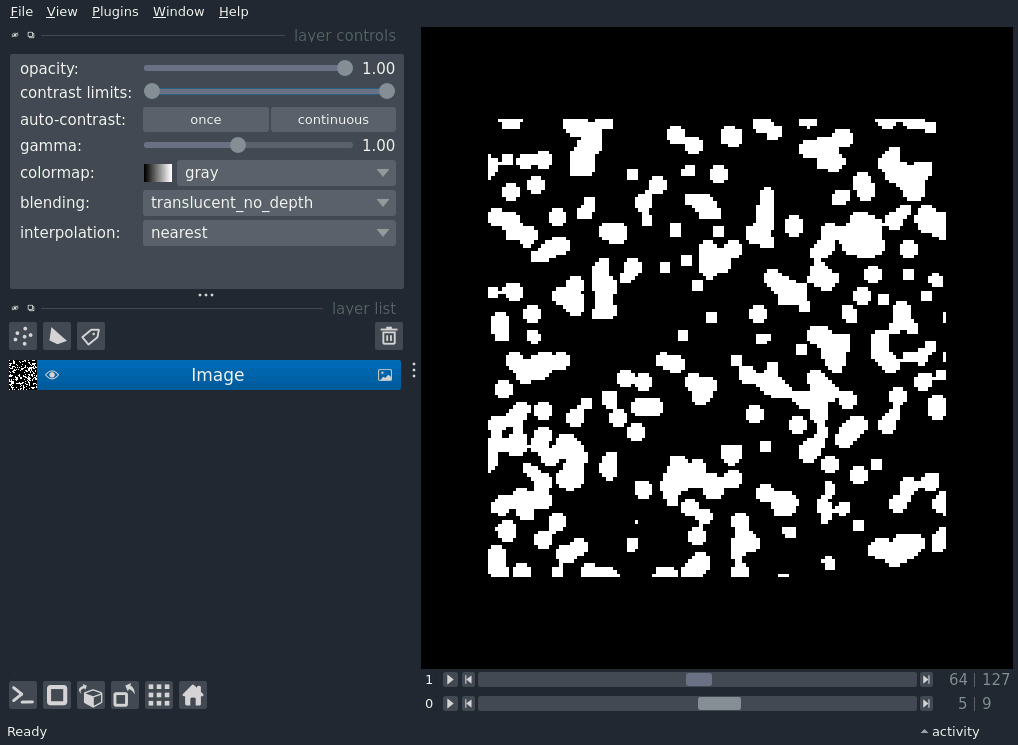 File View Plugins Window Help
layer controls
opacity: 1.00
contrast limits:
auto-contrast: once continuous
gamma: 1.00
colormap: gray
blending: translucent_no_depth
interpolation: nearest
layer list
Image
1 64 | 127
0 5 | 9
Ready activity